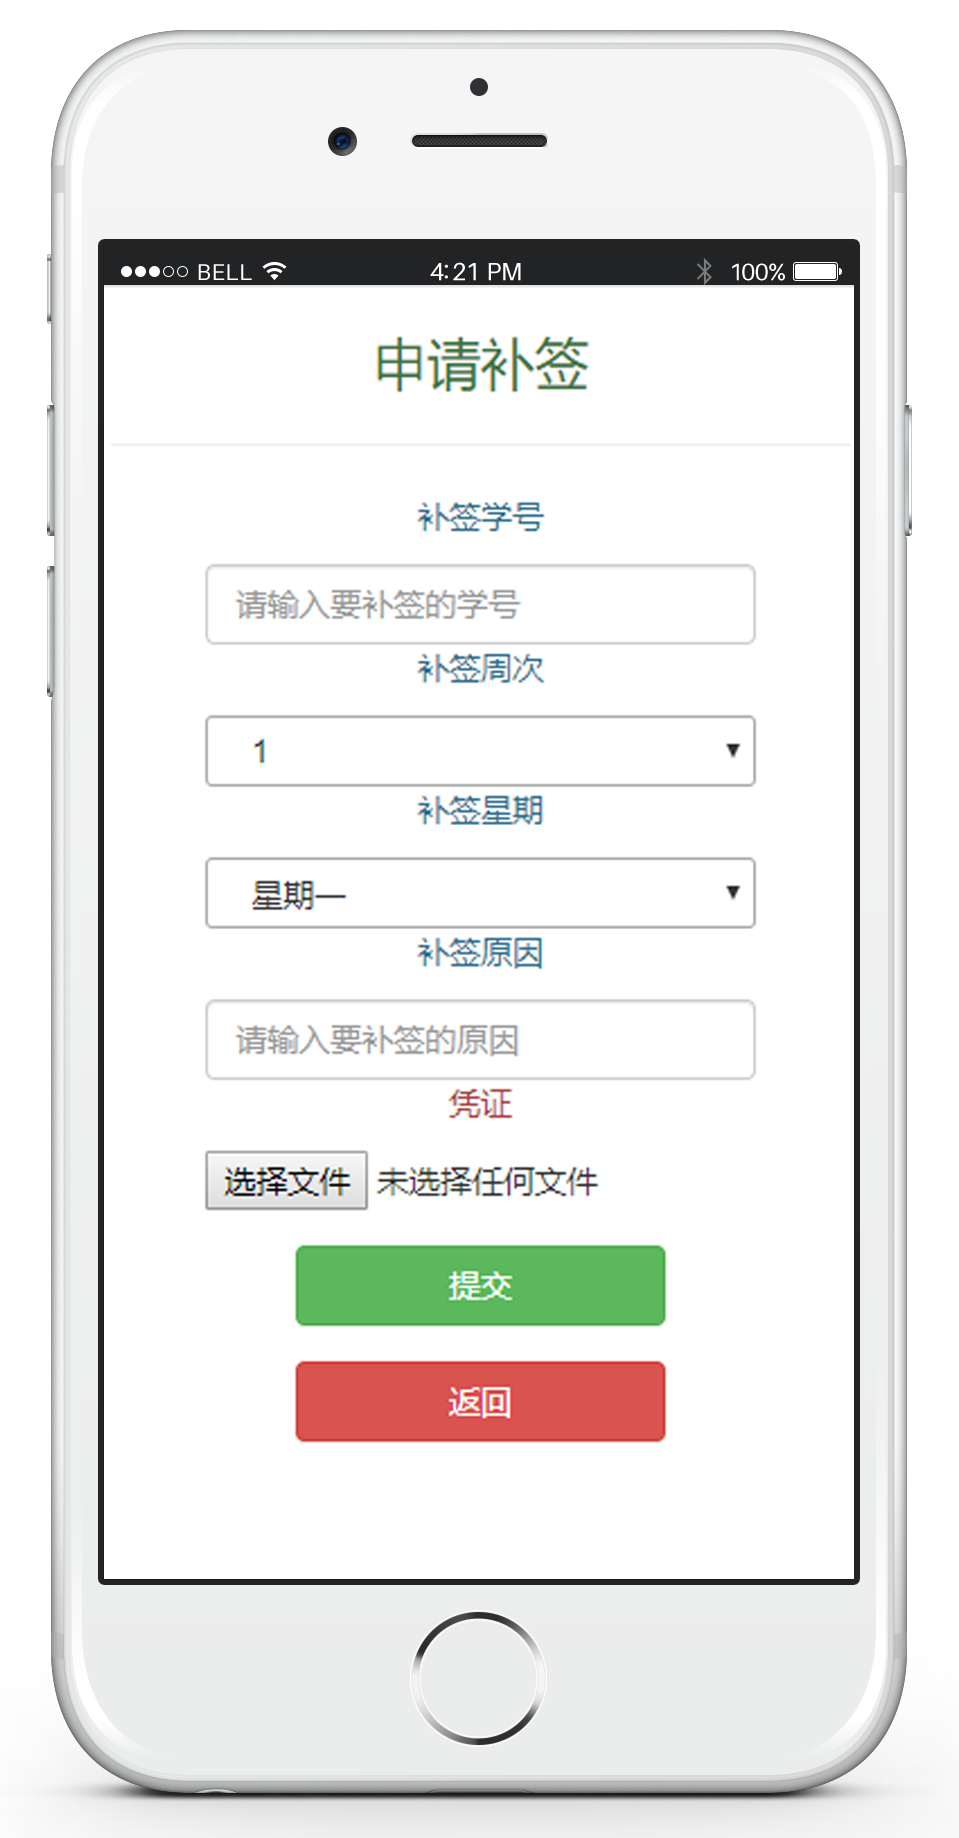 BELL 4:21 PM 100%
申请补签
补签学号
请输入要补签的学号
补签周次
1
补签星期
星期一
补签原因
请输入要补签的原因
凭证
选择文件 未选择任何文件
提交
返回